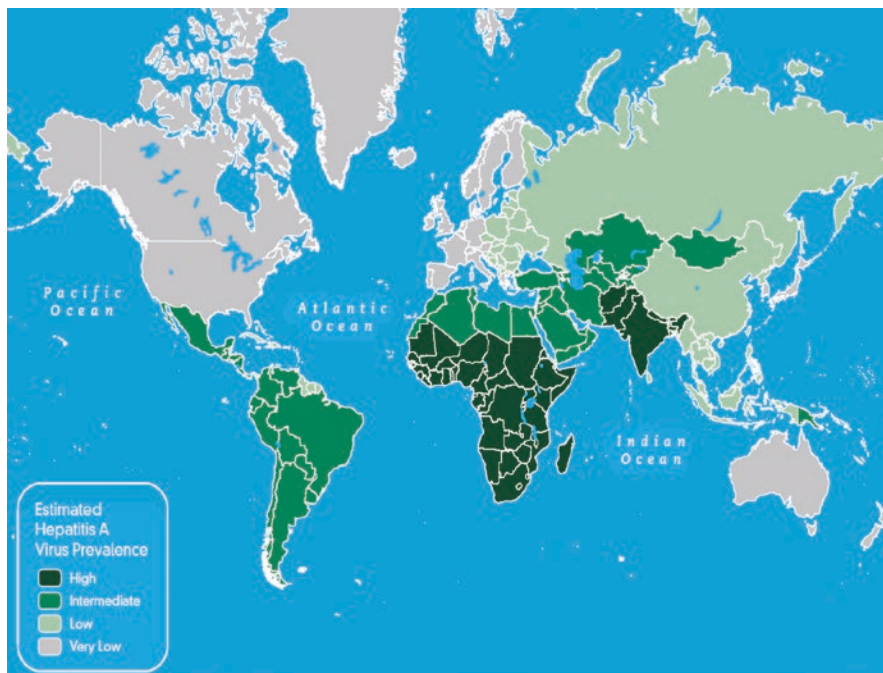 Pacific
Ocean
Atlantic
Ocean
Indian
Ocean
Estimated
Hepatitis A
Virus Prevalence
High
Intermediate
Low
Very Low